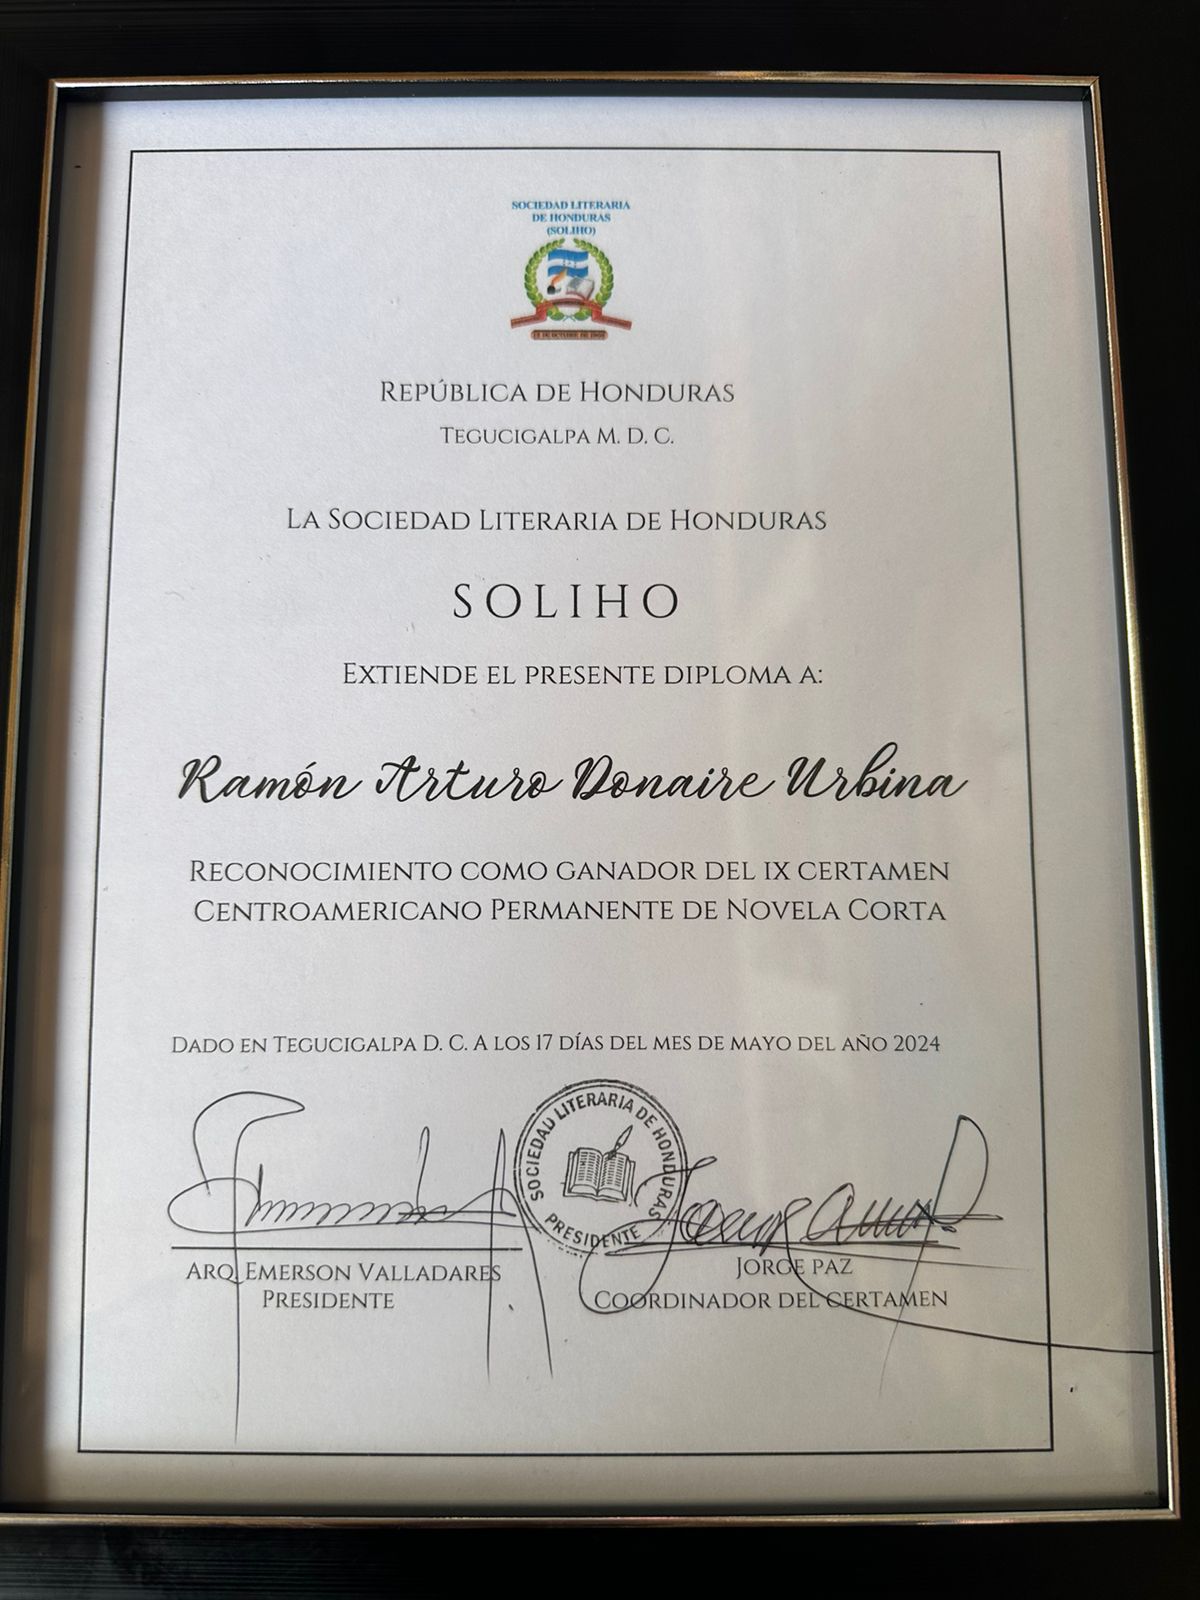 SOCIEDAD LITERARIA
DE HONDURAS
(SOLIHO)
REPÚBLICA DE HONDURAS
TEGUCIGALPA M. D. C.
LA SOCIEDAD LITERARIA DE HONDURAS
SOLIHO
EXTIENDE EL PRESENTE DIPLOMA A:
Ramón Arturo Donaire Urbina
RECONOCIMIENTO COMO GANADOR DEL IX CERTAMEN
CENTROAMERICANO PERMANENTE DE NOVELA CORTA
DADO EN TEGUCIGALPA D. C. A LOS 17 DÍAS DEL MES DE MAYO DEL AÑO 2024
SOCIEDAD LITERARIA DE HONDURAS
PRESIDENTE
ARQ. EMERSON VALLADARES
PRESIDENTE
JORGE PAZ
COORDINADOR DEL CERTAMEN